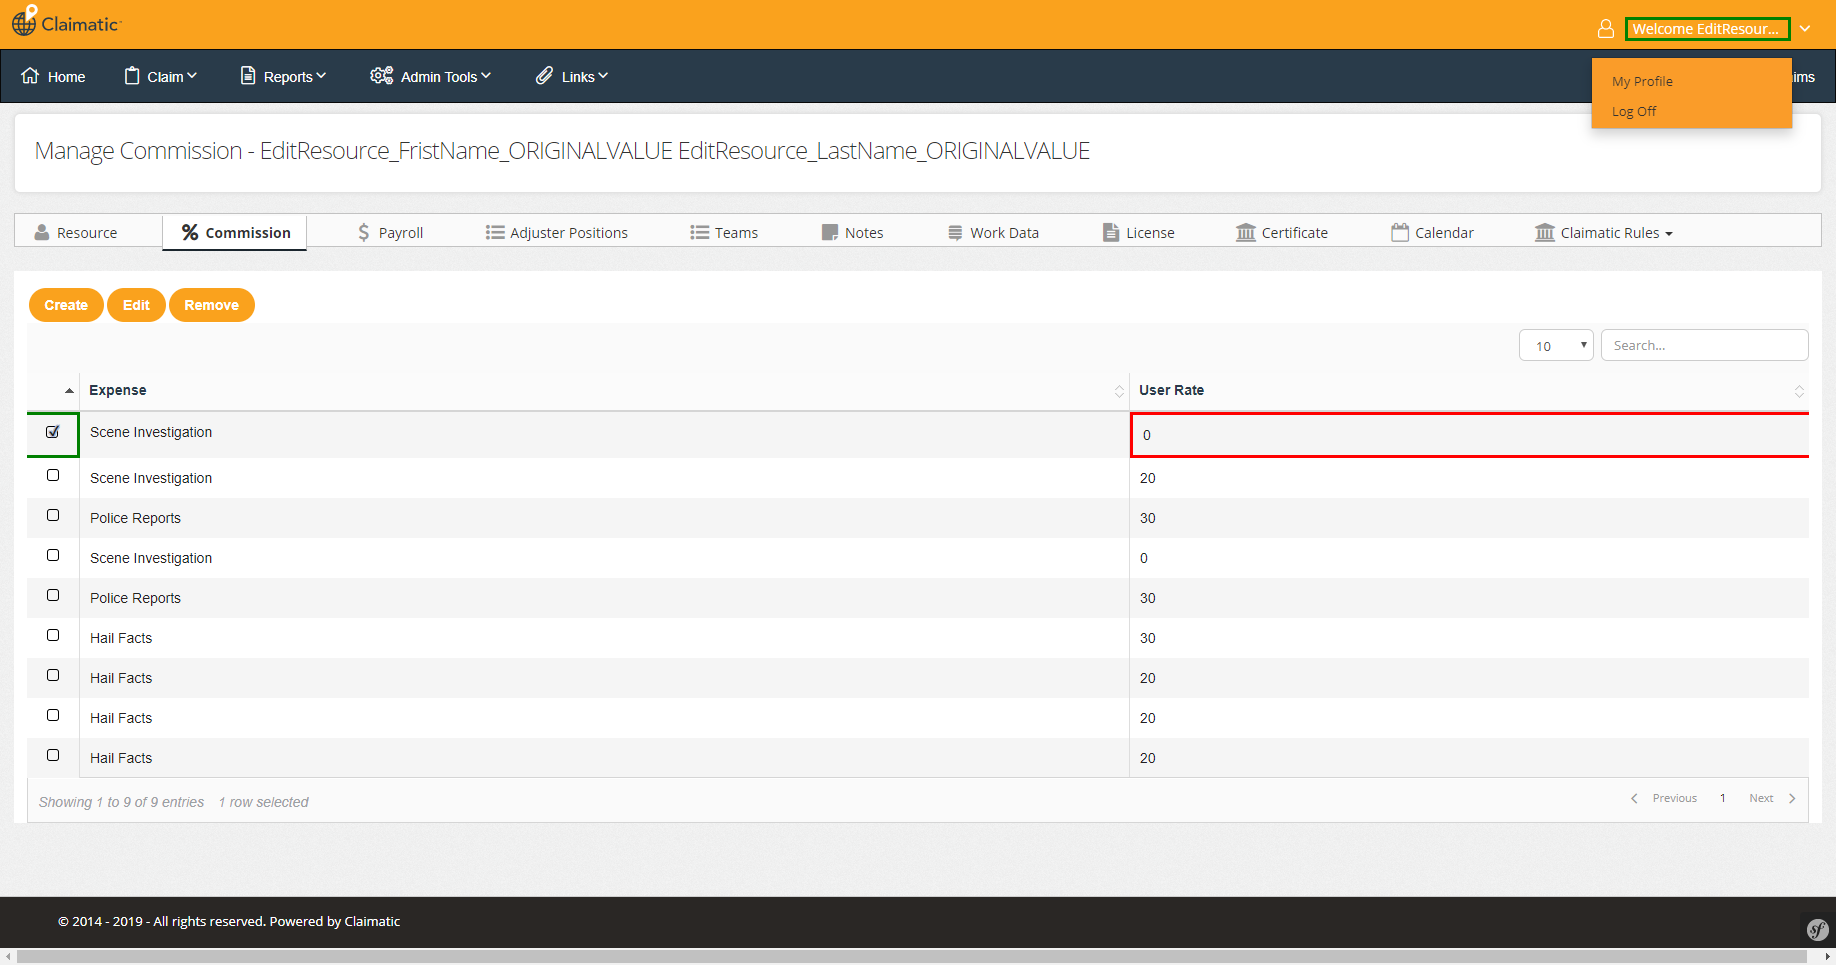 Claimatic
Welcome EditResour...
Home
Claim
Reports
Admin Tools
Links
ims
My Profile
Log Off
Manage Commission - EditResource_FristName_ORIGINALVALUE EditResource_LastName_ORIGINALVALUE
Resource
Commission
Payroll
Adjuster Positions
Teams
Notes
Work Data
License
Certificate
Calendar
Claimatic Rules
Create
Edit
Remove
10
Search...
Expense
User Rate
Scene Investigation
0
Scene Investigation
20
Police Reports
30
Scene Investigation
0
Police Reports
30
Hail Facts
30
Hail Facts
20
Hail Facts
20
Hail Facts
20
Showing 1 to 9 of 9 entries 1 row selected
Previous
1
Next
© 2014 - 2019 - All rights reserved. Powered by Claimatic
sf